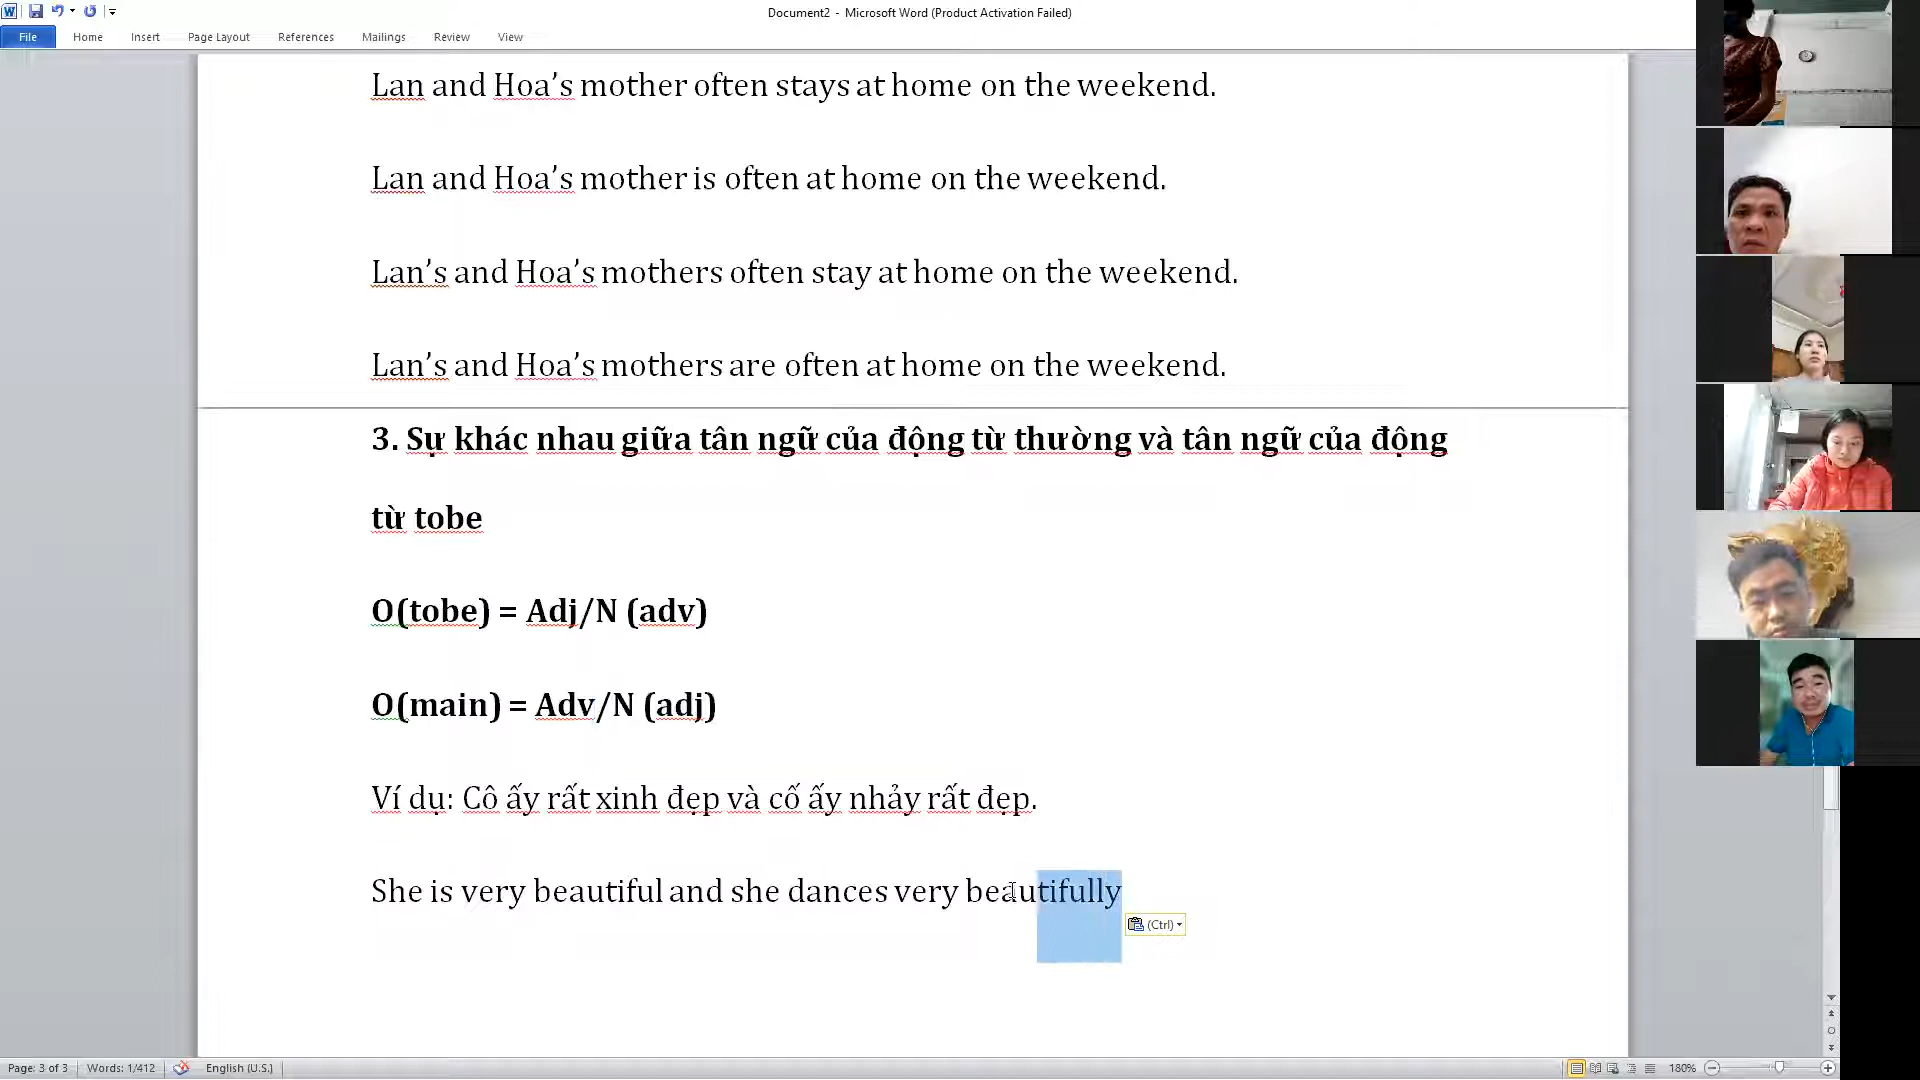 Document2 - Microsoft Word (Product Activation Failed)
File Home Insert Page Layout References Mailings Review View
Lan and Hoa’s mother often stays at home on the weekend.
Lan and Hoa’s mother is often at home on the weekend.
Lan’s and Hoa’s mothers often stay at home on the weekend.
Lan’s and Hoa’s mothers are often at home on the weekend.
3. Sự khác nhau giữa tân ngữ của động từ thường và tân ngữ của động
từ tobe
O(tobe) = Adj/N (adv)
O(main) = Adv/N (adj)
Ví dụ: Cô ấy rất xinh đẹp và cố ấy nhảy rất đẹp.
She is very beautiful and she dances very beautifully
(Ctrl)
Page: 3 of 3 Words: 1/412 English (U.S.) 180%